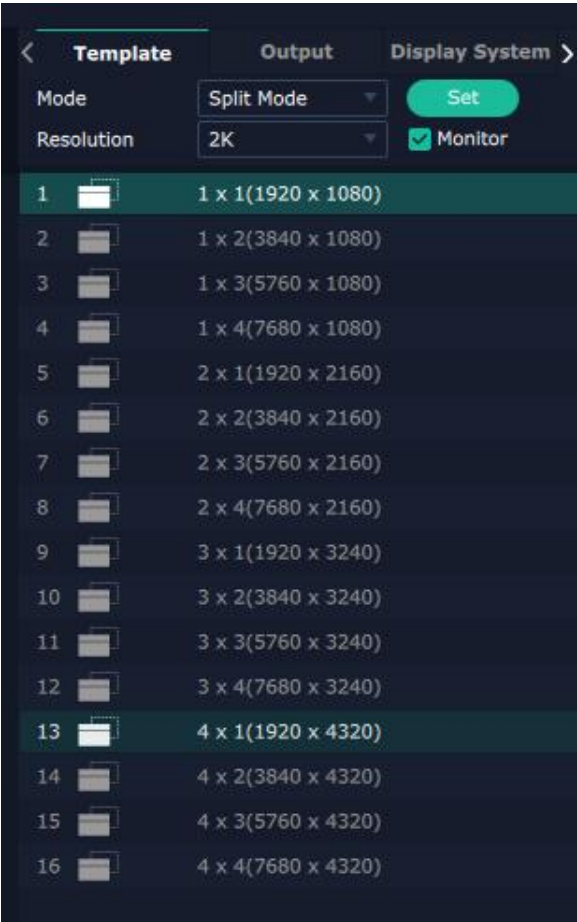 Template Output Display System
Mode Split Mode Set
Resolution 2K Monitor
1 1 x 1(1920 x 1080)
2 1 x 2(3840 x 1080)
3 1 x 3(5760 x 1080)
4 1 x 4(7680 x 1080)
5 2 x 1(1920 x 2160)
6 2 x 2(3840 x 2160)
7 2 x 3(5760 x 2160)
8 2 x 4(7680 x 2160)
9 3 x 1(1920 x 3240)
10 3 x 2(3840 x 3240)
11 3 x 3(5760 x 3240)
12 3 x 4(7680 x 3240)
13 4 x 1(1920 x 4320)
14 4 x 2(3840 x 4320)
15 4 x 3(5760 x 4320)
16 4 x 4(7680 x 4320)